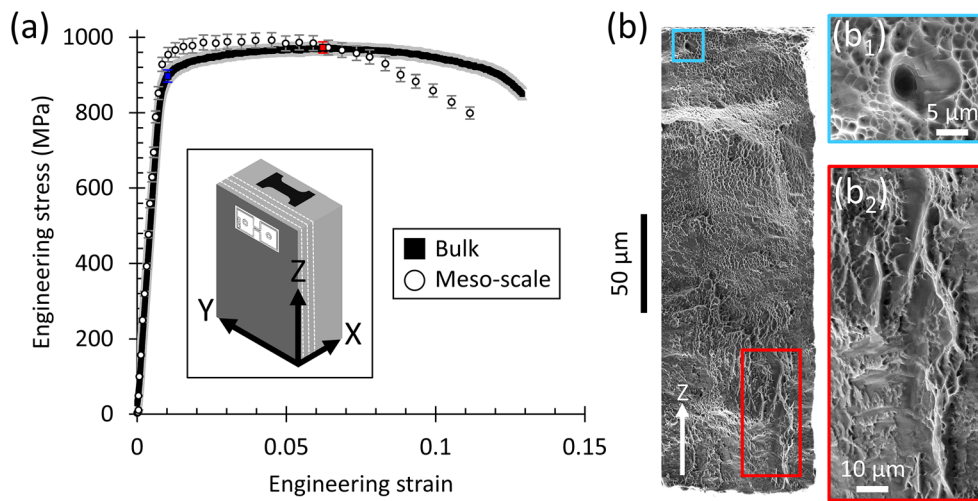 (a)
1000
800
600
400
200
0
0
0.05
0.1
0.15
Engineering stress (MPa)
Engineering strain
Z
Y
X
Bulk
Meso-scale
(b)
50 µm
Z
(b1)
5 µm
(b2)
10 µm